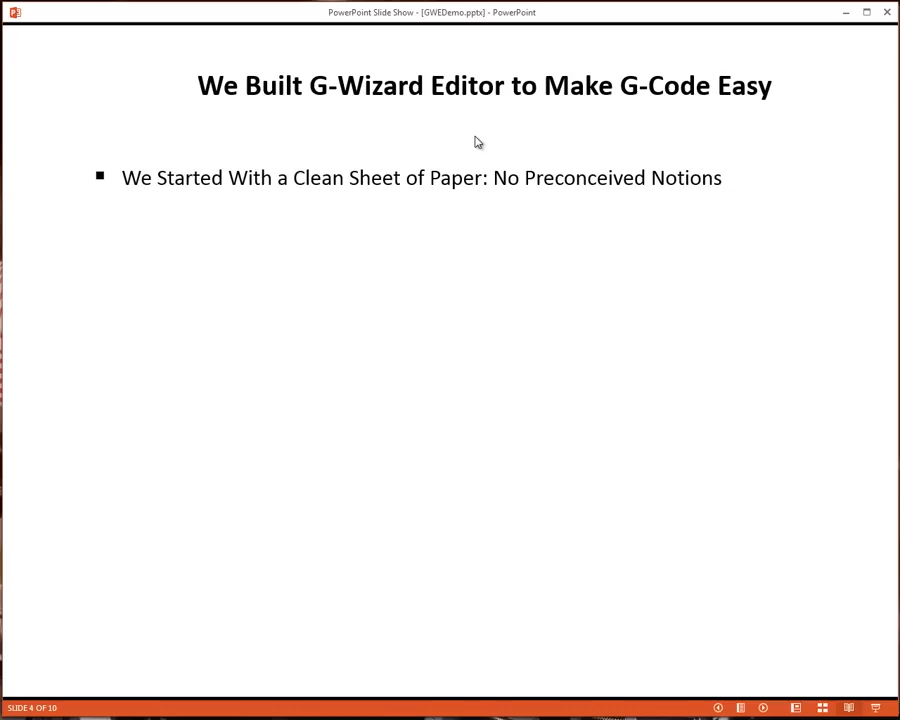 PowerPoint Slide Show - [GWEDemo.pptx] - PowerPoint
We Built G-Wizard Editor to Make G-Code Easy
We Started With a Clean Sheet of Paper: No Preconceived Notions
SLIDE 4 OF 10